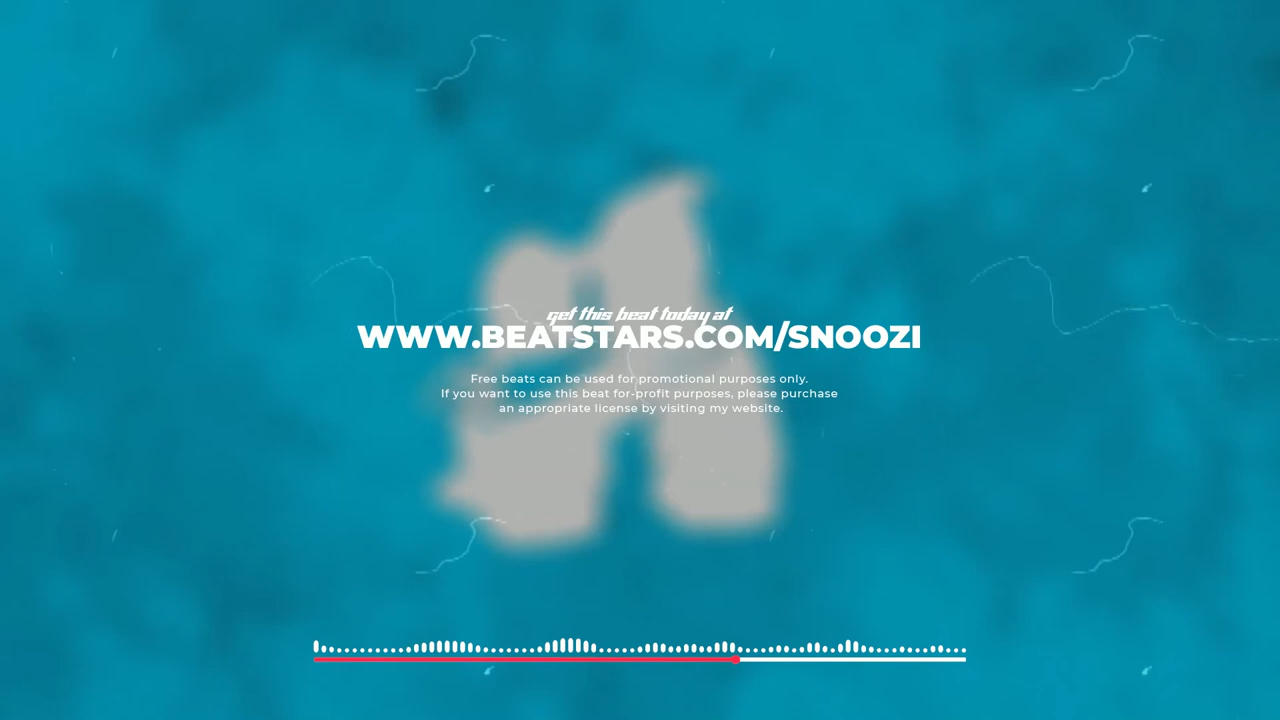 get this beat today at
WWW.BEATSTARS.COM/SNOOZI
Free beats can be used for promotional purposes only.
If you want to use this beat for-profit purposes, please purchase
an appropriate license by visiting my website.